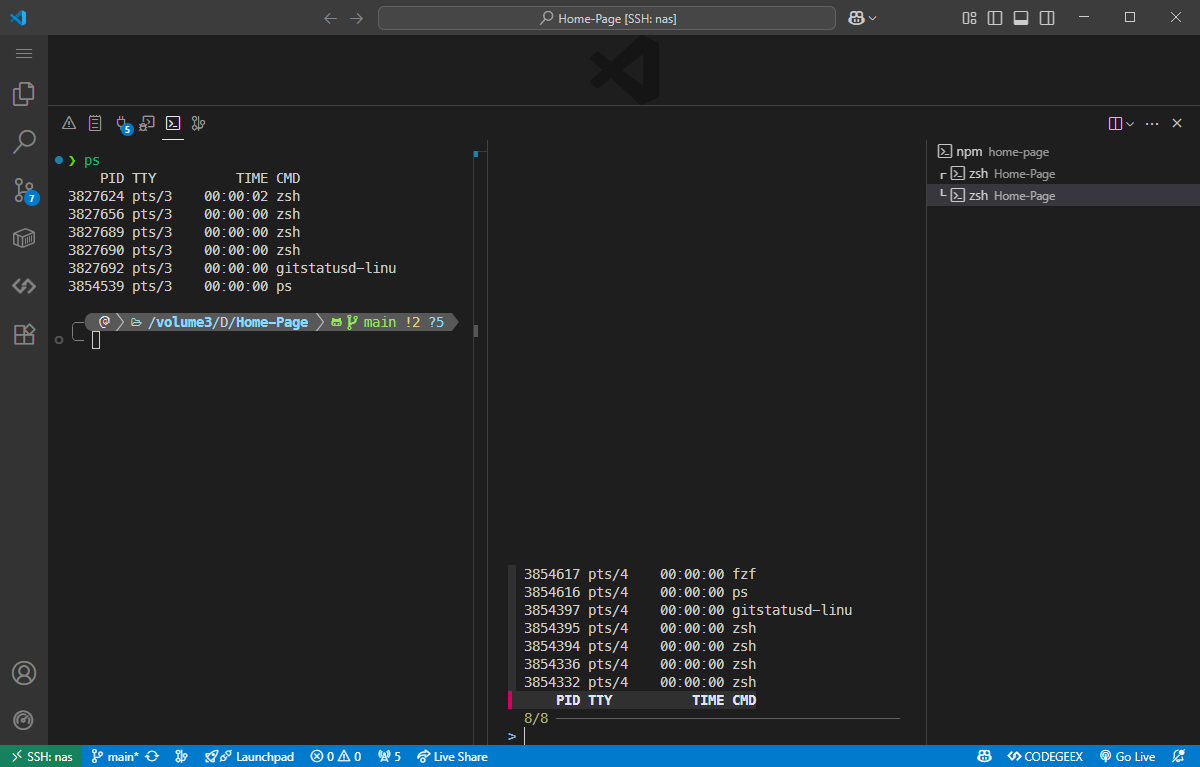 Home-Page [SSH: nas]
5
7
❯ ps
PID TTY TIME CMD
3827624 pts/3 00:00:02 zsh
3827656 pts/3 00:00:00 zsh
3827689 pts/3 00:00:00 zsh
3827690 pts/3 00:00:00 zsh
3827692 pts/3 00:00:00 gitstatusd-linu
3854539 pts/3 00:00:00 ps
@ /volume3/D/Home-Page main !2 ?5
3854617 pts/4 00:00:00 fzf
3854616 pts/4 00:00:00 ps
3854397 pts/4 00:00:00 gitstatusd-linu
3854395 pts/4 00:00:00 zsh
3854394 pts/4 00:00:00 zsh
3854336 pts/4 00:00:00 zsh
3854332 pts/4 00:00:00 zsh
PID TTY TIME CMD
8/8
>
npm home-page
zsh Home-Page
zsh Home-Page
SSH: nas main* Launchpad 0 0 5 Live Share CODEGEEX Go Live